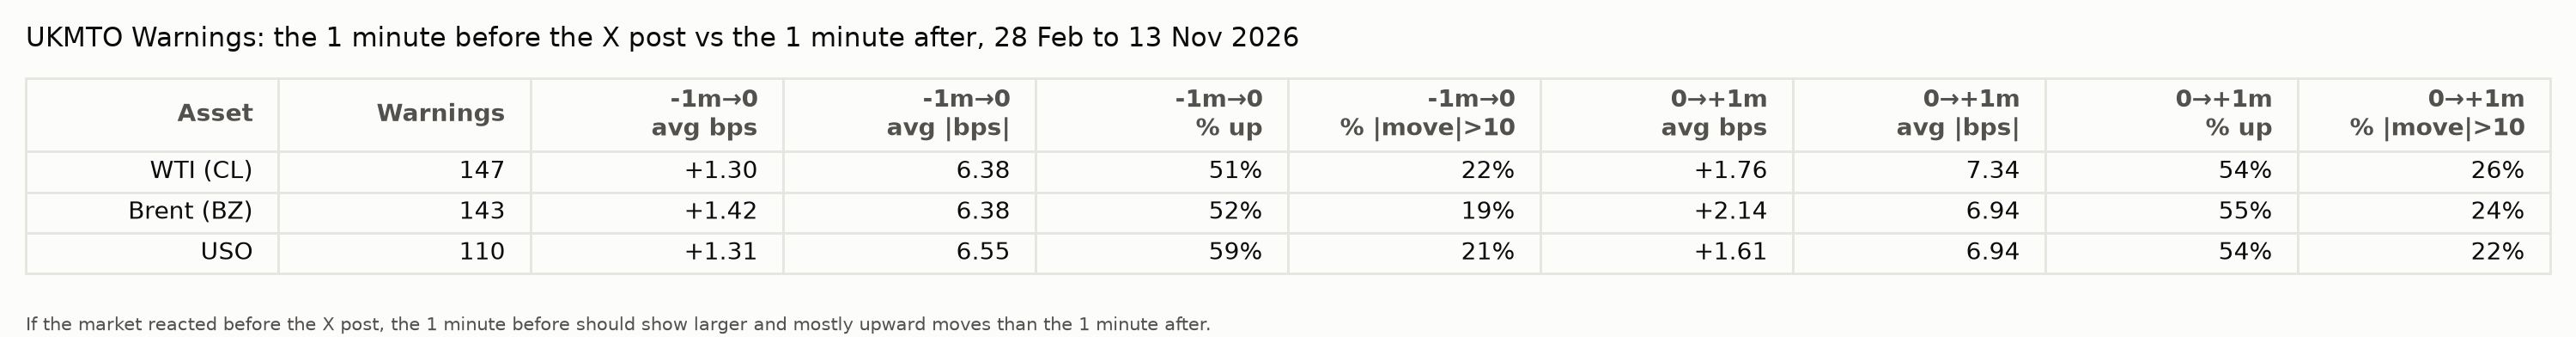 UKMTO Warnings: the 1 minute before the X post vs the 1 minute after, 28 Feb to 13 Nov 2026
Asset Warnings -1m→0 avg bps -1m→0 avg |bps| -1m→0 % up -1m→0 % |move|>10 0→+1m avg bps 0→+1m avg |bps| 0→+1m % up 0→+1m % |move|>10
WTI (CL) 147 +1.30 6.38 51% 22% +1.76 7.34 54% 26%
Brent (BZ) 143 +1.42 6.38 52% 19% +2.14 6.94 55% 24%
USO 110 +1.31 6.55 59% 21% +1.61 6.94 54% 22%
If the market reacted before the X post, the 1 minute before should show larger and mostly upward moves than the 1 minute after.